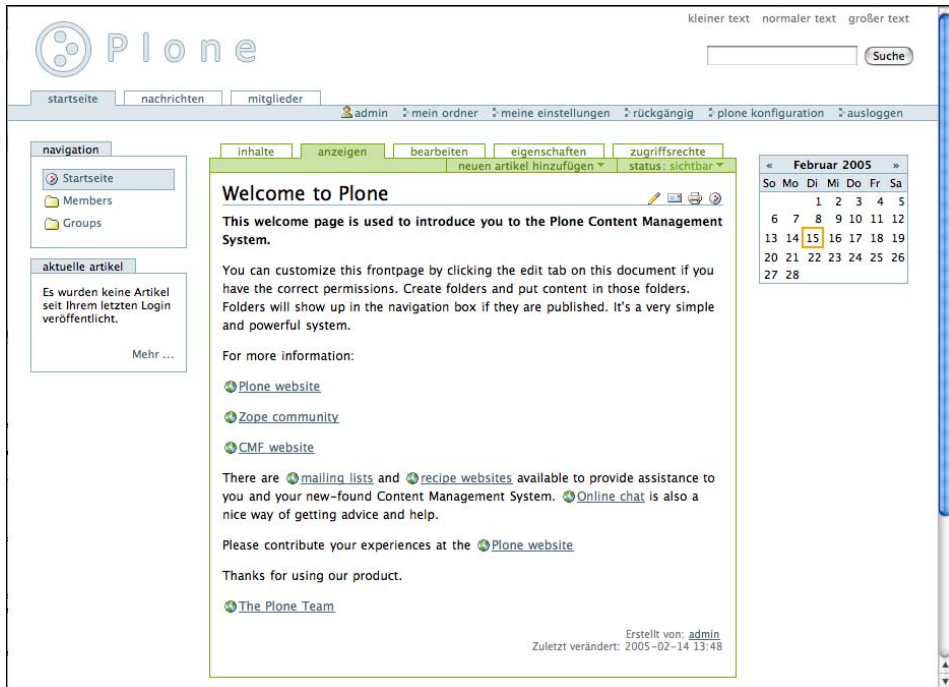 kleiner text normaler text großer text
Plone
Suche
startseite nachrichten mitglieder
admin mein ordner meine einstellungen rückgängig plone konfiguration ausloggen
navigation
Startseite
Members
Groups
aktuelle artikel
Es wurden keine Artikel
seit Ihrem letzten Login
veröffentlicht.
Mehr ...
inhalte anzeigen bearbeiten eigenschaften zugriffsrechte
neuen artikel hinzufügen status: sichtbar
Welcome to Plone
This welcome page is used to introduce you to the Plone Content Management
System.
You can customize this frontpage by clicking the edit tab on this document if you
have the correct permissions. Create folders and put content in those folders.
Folders will show up in the navigation box if they are published. It's a very simple
and powerful system.
For more information:
Plone website
Zope community
CMF website
There are mailing lists and recipe websites available to provide assistance to
you and your new-found Content Management System. Online chat is also a
nice way of getting advice and help.
Please contribute your experiences at the Plone website
Thanks for using our product.
The Plone Team
Erstellt von: admin
Zuletzt verändert: 2005-02-14 13:48
« Februar 2005 »
So Mo Di Mi Do Fr Sa
1 2 3 4 5
6 7 8 9 10 11 12
13 14 15 16 17 18 19
20 21 22 23 24 25 26
27 28